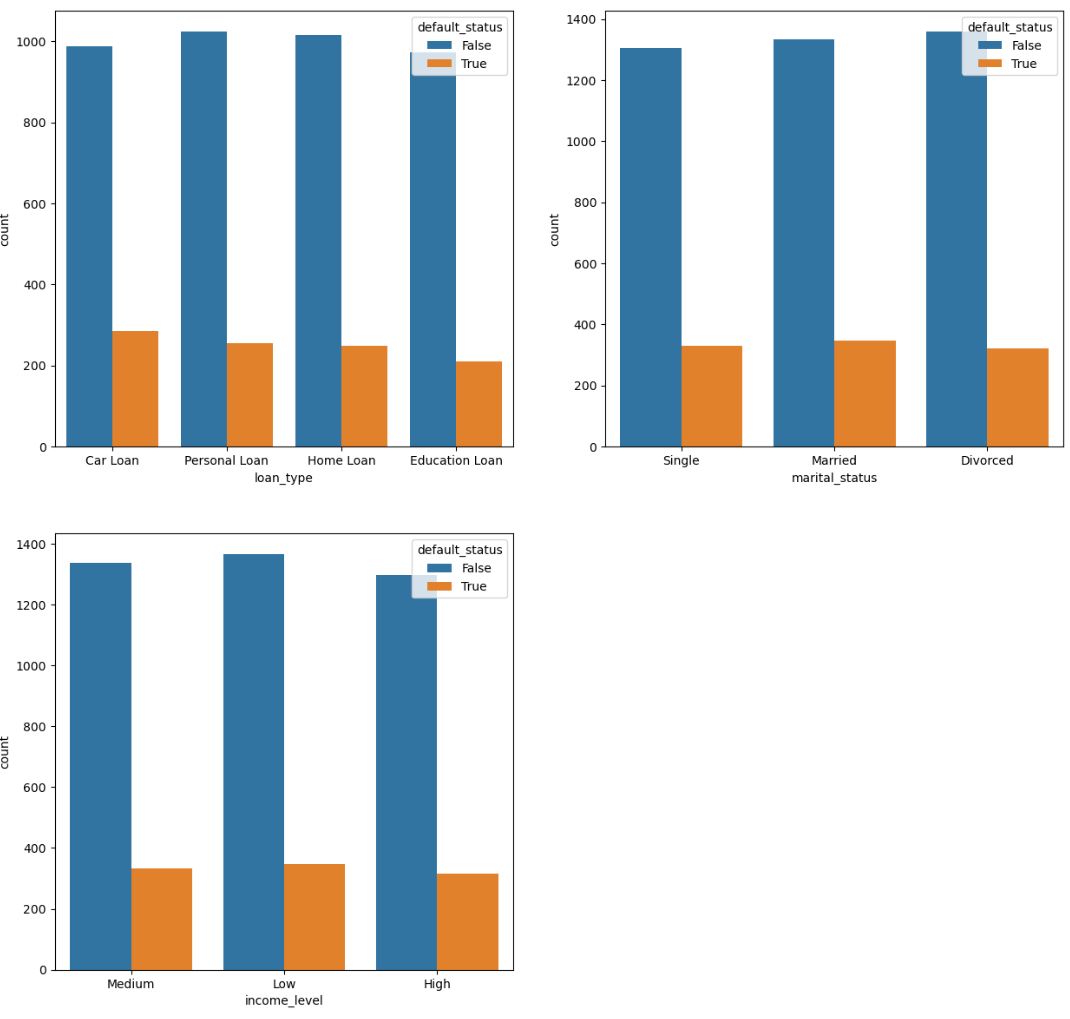 default_status
False
True
1000
800
600
400
200
0
count
Car Loan Personal Loan Home Loan Education Loan
loan_type
default_status
False
True
1400
1200
1000
800
600
400
200
0
count
Single Married Divorced
marital_status
default_status
False
True
1400
1200
1000
800
600
400
200
0
count
Medium Low High
income_level